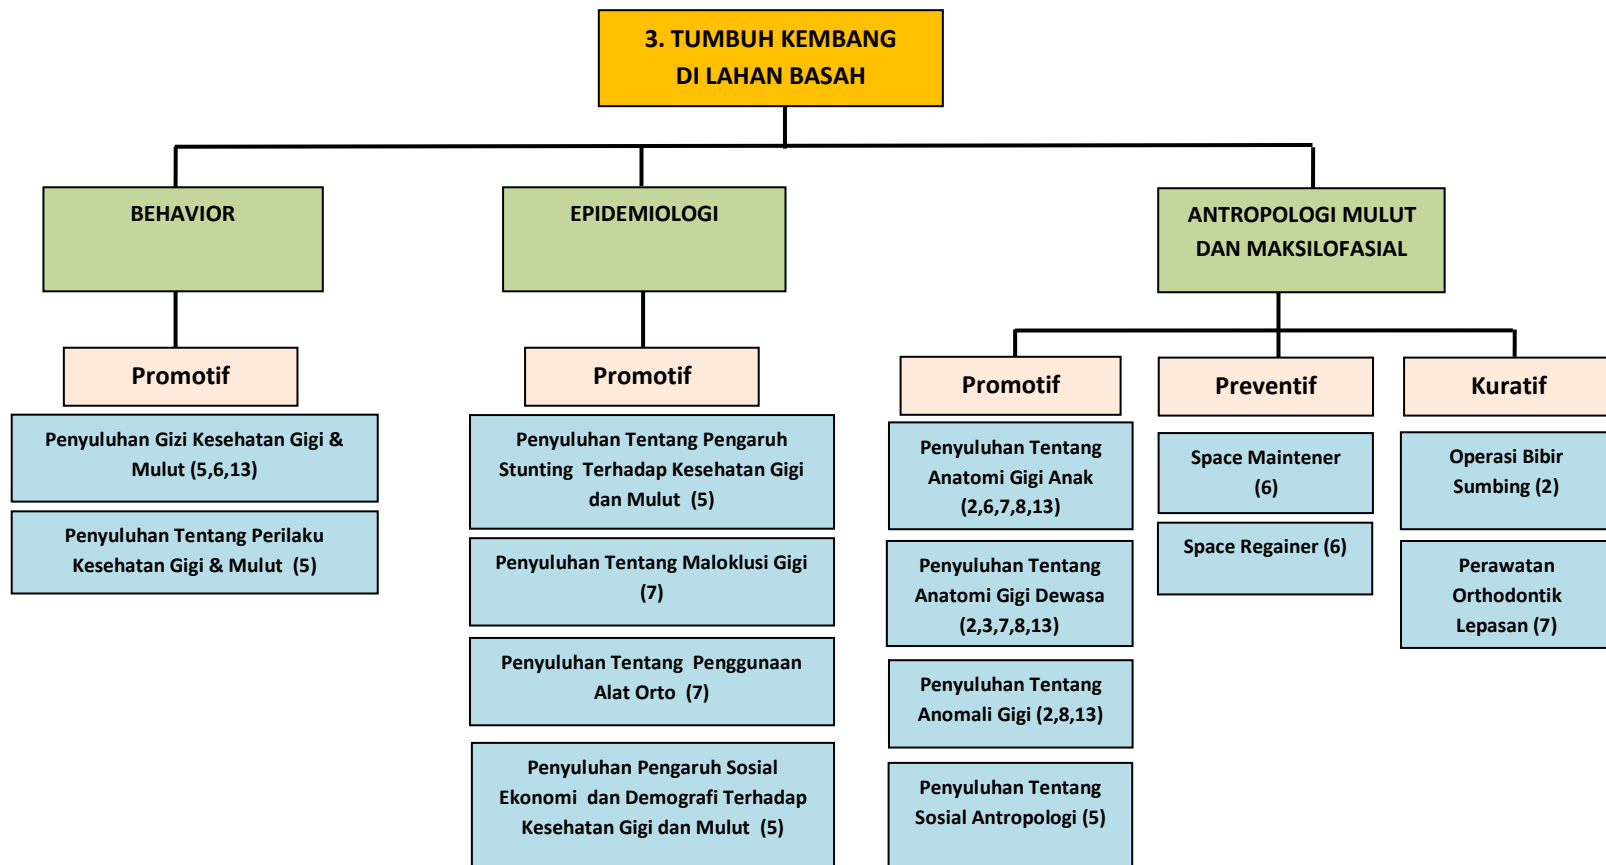 3. TUMBUH KEMBANG
DI LAHAN BASAH
BEHAVIOR
EPIDEMIOLOGI
ANTROPOLOGI MULUT
DAN MAKSILOFASIAL
Promotif
Penyuluhan Gizi Kesehatan Gigi &
Mulut (5,6,13)
Penyuluhan Tentang Perilaku
Kesehatan Gigi & Mulut (5)
Promotif
Penyuluhan Tentang Pengaruh
Stunting Terhadap Kesehatan Gigi
dan Mulut (5)
Penyuluhan Tentang Maloklusi Gigi
(7)
Penyuluhan Tentang Penggunaan
Alat Orto (7)
Penyuluhan Pengaruh Sosial
Ekonomi dan Demografi Terhadap
Kesehatan Gigi dan Mulut (5)
Promotif
Penyuluhan Tentang
Anatomi Gigi Anak
(2,6,7,8,13)
Penyuluhan Tentang
Anatomi Gigi Dewasa
(2,3,7,8,13)
Penyuluhan Tentang
Anomali Gigi (2,8,13)
Penyuluhan Tentang
Sosial Antropologi (5)
Preventif
Space Maintener
(6)
Space Regainer (6)
Kuratif
Operasi Bibir
Sumbing (2)
Perawatan
Orthodontik
Lepasan (7)